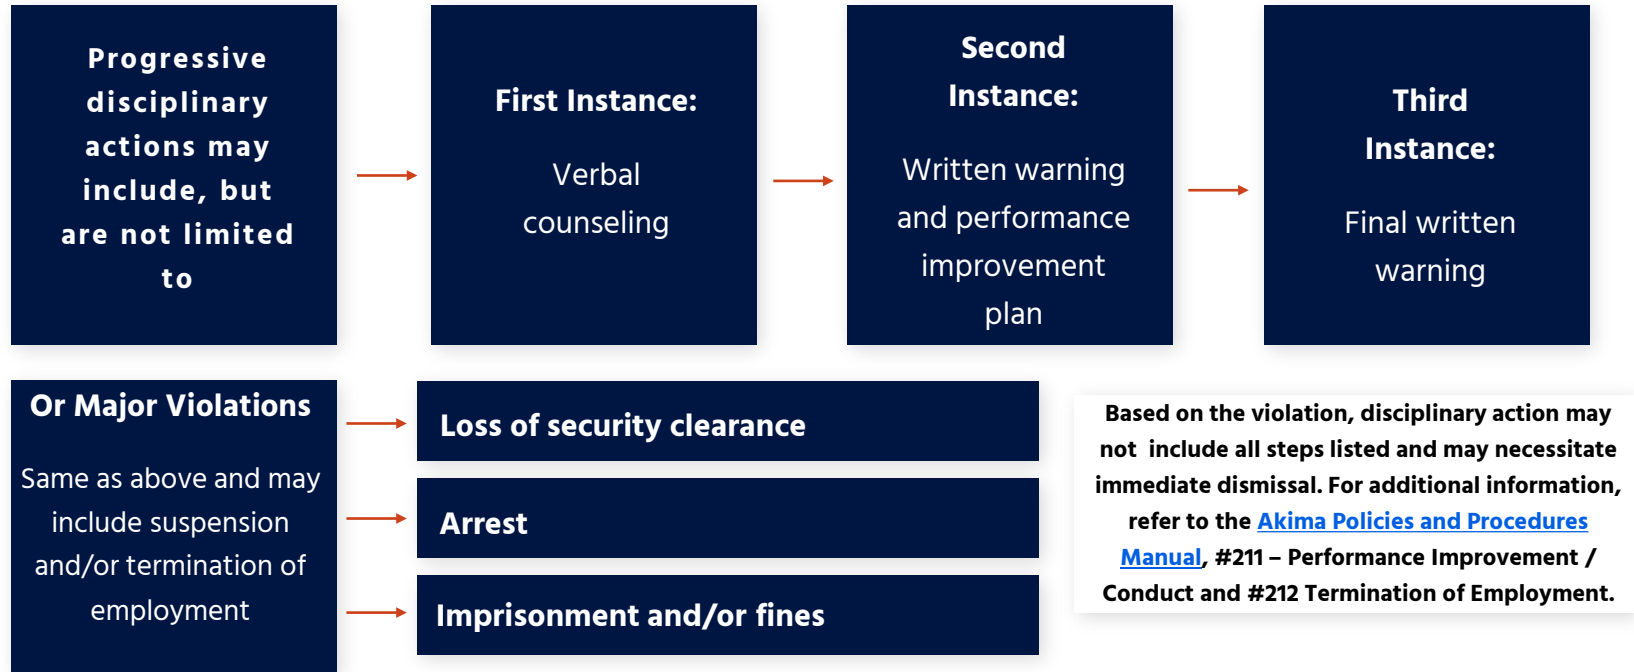 Progressive
disciplinary
actions may
include, but
are not limited
to
First Instance:
Verbal
counseling
Second
Instance:
Written warning
and performance
improvement
plan
Third
Instance:
Final written
warning
Or Major Violations
Same as above and may
include suspension
and/or termination of
employment
Loss of security clearance
Arrest
Imprisonment and/or fines
Based on the violation, disciplinary action may
not include all steps listed and may necessitate
immediate dismissal. For additional information,
refer to the Akima Policies and Procedures
Manual, #211 – Performance Improvement /
Conduct and #212 Termination of Employment.